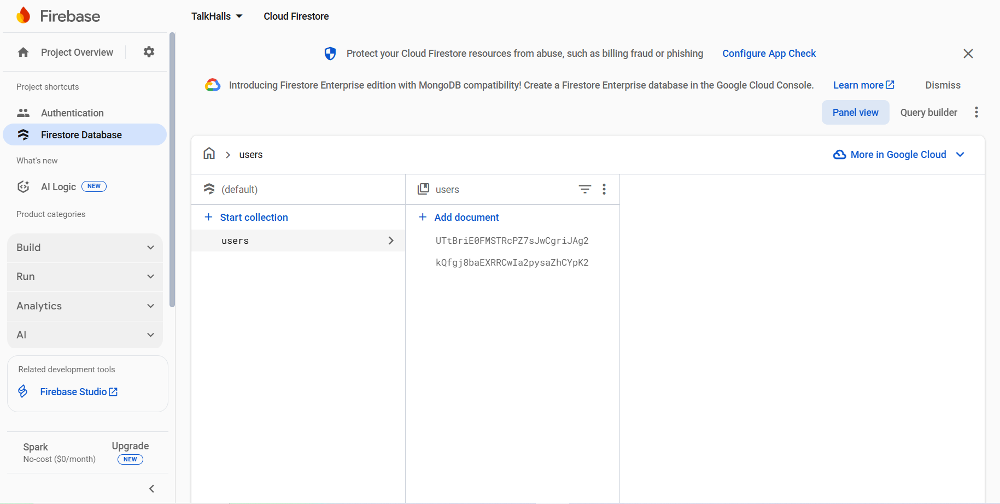 Firebase
TalkHalls
Cloud Firestore
Project Overview
Protect your Cloud Firestore resources from abuse, such as billing fraud or phishing
Configure App Check
Introducing Firestore Enterprise edition with MongoDB compatibility! Create a Firestore Enterprise database in the Google Cloud Console.
Learn more
Dismiss
Project shortcuts
Authentication
Firestore Database
What's new
AI Logic NEW
Product categories
Build
Run
Analytics
AI
Related development tools
Firebase Studio
Spark
No-cost ($0/month)
Upgrade
NEW
Panel view
Query builder
users
More in Google Cloud
(default)
Start collection
users
users
Add document
UTtBriE0FMSTRcPZ7sJwCgriJAg2
kQfgj8baEXRRCwIa2pysaZhCYpK2